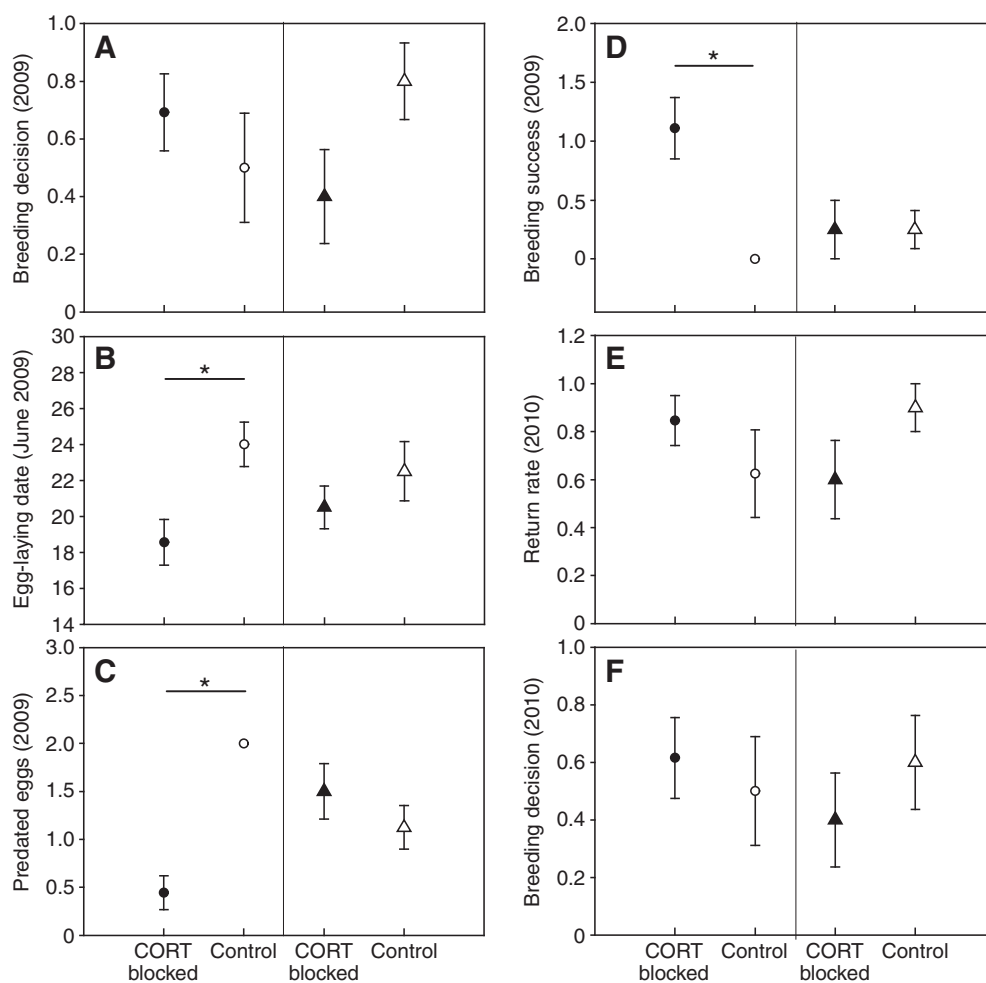 A
Breeding decision (2009)
1.0
0.8
0.6
0.4
0.2
0
B
Egg-laying date (June 2009)
30
28
26
24
22
20
18
16
14
*
C
Predated eggs (2009)
3.0
2.5
2.0
1.5
1.0
0.5
0
*
CORT
blocked
Control
CORT
blocked
Control
D
Breeding success (2009)
2.0
1.5
1.0
0.5
0
*
E
Return rate (2010)
1.2
1.0
0.8
0.6
0.4
0.2
0
F
Breeding decision (2010)
1.0
0.8
0.6
0.4
0.2
0
CORT
blocked
Control
CORT
blocked
Control